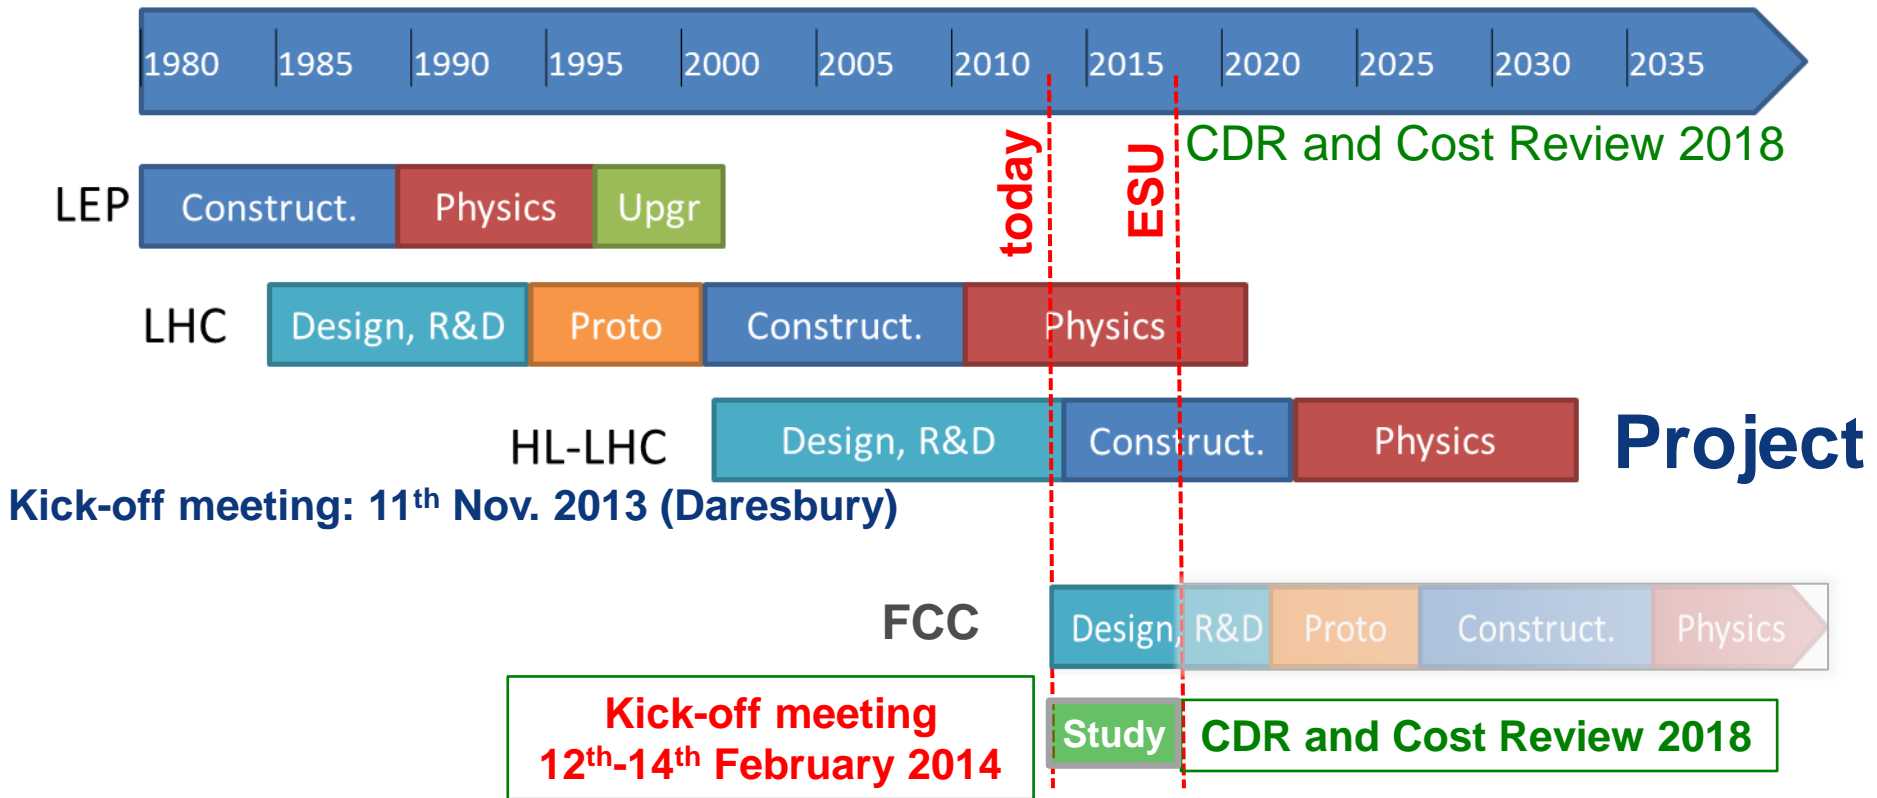 1980 1985 1990 1995 2000 2005 2010 2015 2020 2025 2030 2035
CDR and Cost Review 2018
today
ESU
LEP Construct. Physics Upgr
LHC Design, R&D Proto Construct. Physics
HL-LHC Design, R&D Construct. Physics Project
Kick-off meeting: 11th Nov. 2013 (Daresbury)
FCC Design, R&D Proto Construct. Physics
Kick-off meeting
12th-14th February 2014
Study CDR and Cost Review 2018